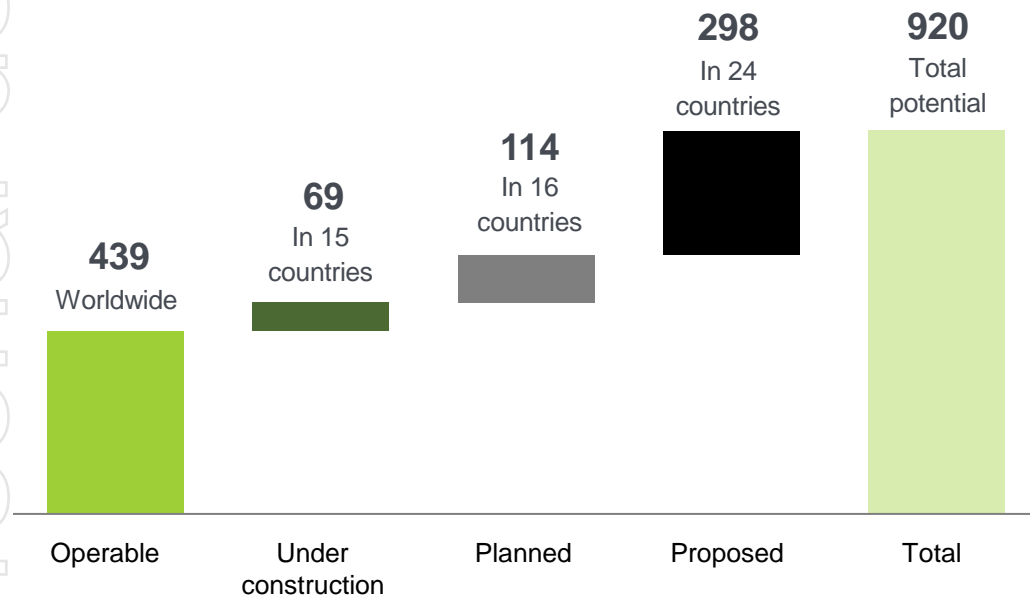 439
Worldwide
69
In 15
countries
114
In 16
countries
298
In 24
countries
920
Total
potential
Operable
Under
construction
Planned
Proposed
Total